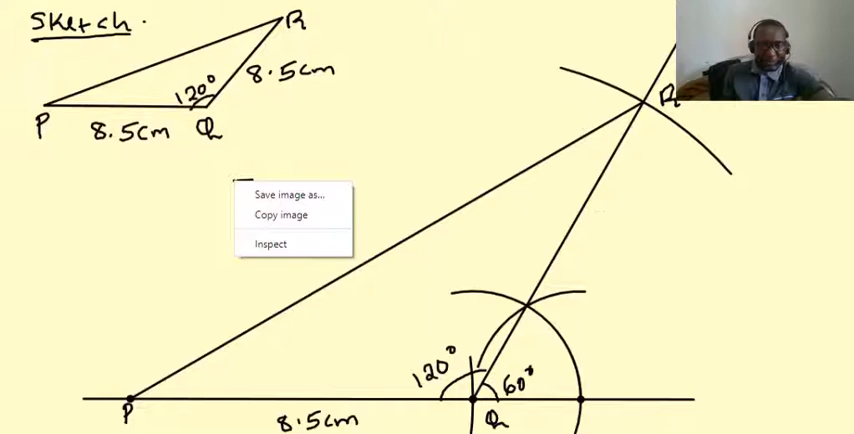 Sketch.
R
120°
8.5cm
P
8.5cm
Q
R
Save image as...
Copy image
Inspect
120°
60°
P
8.5cm
Q